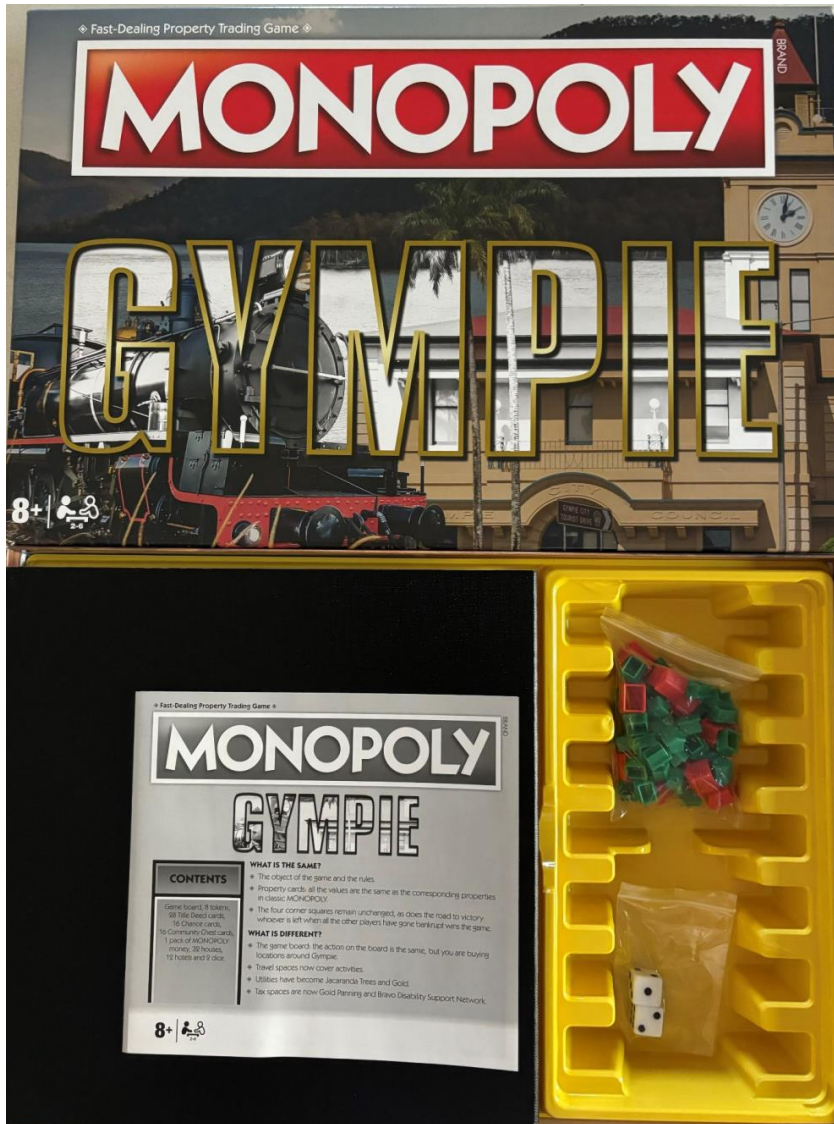 Fast-Dealing Property Trading Game
MONOPOLY
BRAND
GYMPIE
8+
2-6
CITY
COUNCIL
GYMPIE CITY
TOURIST DRIVE
Fast-Dealing Property Trading Game
MONOPOLY
BRAND
GYMPIE
CONTENTS
Game board, 8 tokens,
28 Title Deed cards,
16 Chance cards,
16 Community Chest cards,
1 pack of MONOPOLY
money, 32 houses,
12 hotels and 2 dice.
WHAT IS THE SAME?
The object of the game and the rules.
Property cards: all the values are the same as the corresponding properties
in classic MONOPOLY.
The four corner squares remain unchanged, as does the road to victory:
whoever is left when all the other players have gone bankrupt wins the game.
WHAT IS DIFFERENT?
The game board: the action on the board is the same, but you are buying
locations around Gympie.
Travel spaces now cover activities.
Utilities have become Jacaranda Trees and Gold.
Tax spaces are now Gold Panning and Bravo Disability Support Network.
8+
2-6